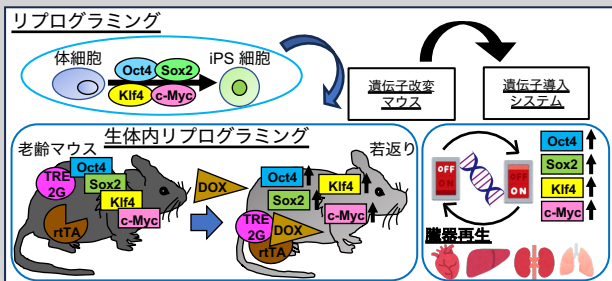 リプログラミング
体細胞
Oct4
Sox2
Klf4
c-Myc
iPS 細胞
遺伝子改変
マウス
遺伝子導入
システム
生体内リプログラミング
老齢マウス
Oct4
TRE
2G
Sox2
Klf4
c-Myc
rtTA
DOX
若返り
Oct4
Klf4
Sox2
c-Myc
TRE
2G
DOX
rtTA
OFF
ON
OFF
ON
Oct4
Sox2
Klf4
c-Myc
臓器再生